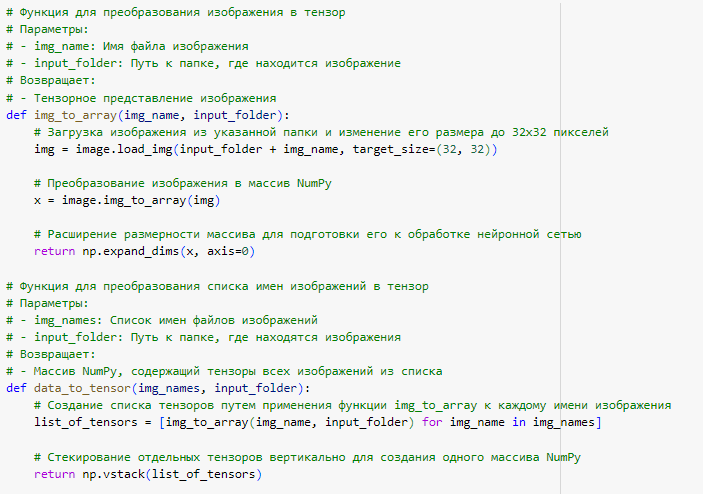 # Функция для преобразования изображения в тензор
# Параметры:
# - img_name: Имя файла изображения
# - input_folder: Путь к папке, где находится изображение
# Возвращает:
# - Тензорное представление изображения
def img_to_array(img_name, input_folder):
    # Загрузка изображения из указанной папки и изменение его размера до 32x32 пикселей
    img = image.load_img(input_folder + img_name, target_size=(32, 32))

    # Преобразование изображения в массив NumPy
    x = image.img_to_array(img)

    # Расширение размерности массива для подготовки его к обработке нейронной сетью
    return np.expand_dims(x, axis=0)

# Функция для преобразования списка имен изображений в тензор
# Параметры:
# - img_names: Список имен файлов изображений
# - input_folder: Путь к папке, где находятся изображения
# Возвращает:
# - Массив NumPy, содержащий тензоры всех изображений из списка
def data_to_tensor(img_names, input_folder):
    # Создание списка тензоров путем применения функции img_to_array к каждому имени изображения
    list_of_tensors = [img_to_array(img_name, input_folder) for img_name in img_names]

    # Стекирование отдельных тензоров вертикально для создания одного массива NumPy
    return np.vstack(list_of_tensors)